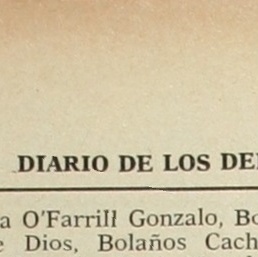 DIARIO DE LOS DE
a O'Farrill Gonzalo, Bo
e Dios, Bolaños Cach